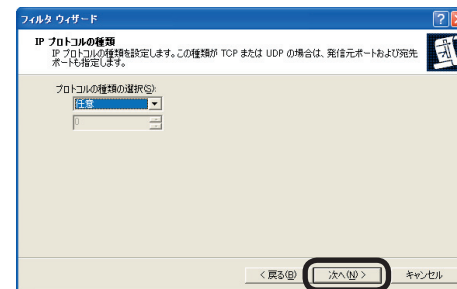 フィルタ ウィザード
IP プロトコルの種類
IP プロトコルの種類を設定します。この種類が TCP または UDP の場合は、発信元ポートおよび宛先
ポートも指定します。
プロトコルの種類の選択(S):
任意
0
< 戻る(B)
次へ(N) >
キャンセル